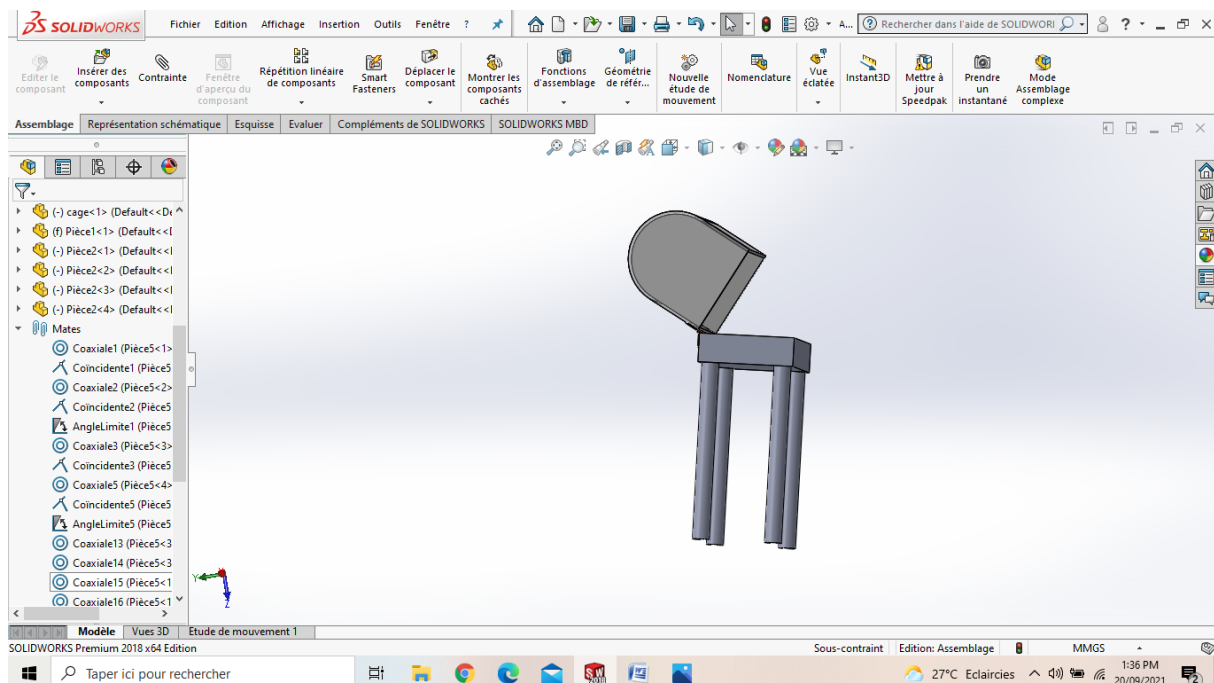 SOLIDWORKS Fichier Edition Affichage Insertion Outils Fenêtre ? A... Rechercher dans l'aide de SOLIDWORI ?
Editer le composant
Insérer des composants
Contrainte
Fenêtre d'aperçu du composant
Répétition linéaire de composants
Smart Fasteners
Déplacer le composant
Montrer les composants cachés
Fonctions d'assemblage
Géométrie de référ...
Nouvelle étude de mouvement
Nomenclature
Vue éclatée
Instant3D
Mettre à jour Speedpak
Prendre un instantané
Mode Assemblage complexe
Assemblage Représentation schématique Esquisse Evaluer Compléments de SOLIDWORKS SOLIDWORKS MBD
(-) cage<1> (Default<<De
(f) Pièce1<1> (Default<<
(-) Pièce2<1> (Default<<
(-) Pièce2<2> (Default<<
(-) Pièce2<3> (Default<<
(-) Pièce2<4> (Default<<
Mates
Coaxiale1 (Pièce5<1>
Coïncidente1 (Pièce5
Coaxiale2 (Pièce5<2>
Coïncidente2 (Pièce5
AngleLimite1 (Pièce5
Coaxiale3 (Pièce5<3>
Coïncidente3 (Pièce5
Coaxiale5 (Pièce5<4>
Coïncidente5 (Pièce5
AngleLimite5 (Pièce5
Coaxiale13 (Pièce5<3
Coaxiale14 (Pièce5<3
Coaxiale15 (Pièce5<1
Coaxiale16 (Pièce5<1
Y
Z
Modèle Vues 3D Etude de mouvement 1
SOLIDWORKS Premium 2018 x64 Edition Sous-contraint Edition: Assemblage MMGS
Taper ici pour rechercher 27°C Eclaircies 1:36 PM
20/09/2021 2